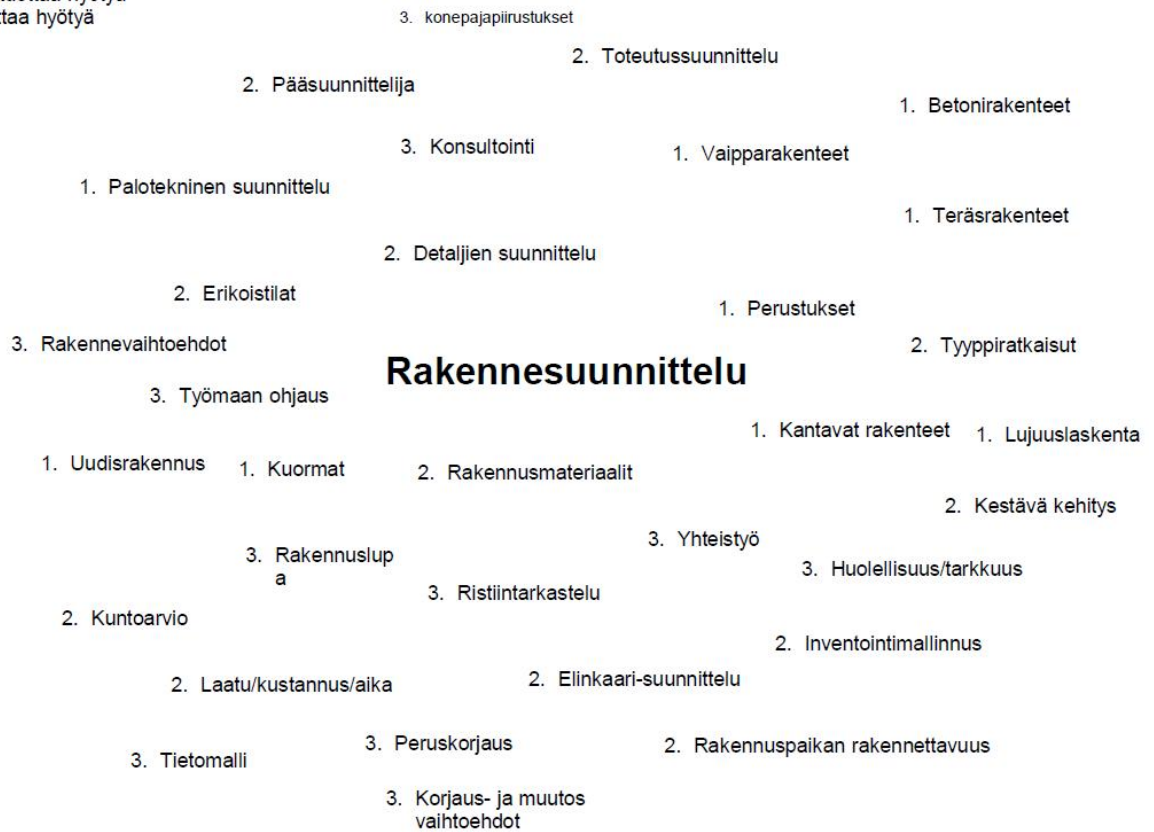 taa hyötyä
3. konepajapiirustukset
2. Toteutussuunnittelu
2. Pääsuunnittelija
1. Betonirakenteet
3. Konsultointi
1. Vaipparakenteet
1. Palotekninen suunnittelu
1. Teräsrakenteet
2. Detaljien suunnittelu
2. Erikoistilat
1. Perustukset
3. Rakennevaihtoehdot
2. Tyyppiratkaisut
Rakennesuunnittelu
3. Työmaan ohjaus
1. Kantavat rakenteet
1. Lujuuslaskenta
1. Uudisrakennus
1. Kuormat
2. Rakennusmateriaalit
2. Kestävä kehitys
3. Yhteistyö
3. Rakennuslup
a
3. Huolellisuus/tarkkuus
3. Ristiintarkastelu
2. Kuntoarvio
2. Inventointimallinnus
2. Laatu/kustannus/aika
2. Elinkaari-suunnittelu
3. Peruskorjaus
2. Rakennuspaikan rakennettavuus
3. Tietomalli
3. Korjaus- ja muutos
vaihtoehdot